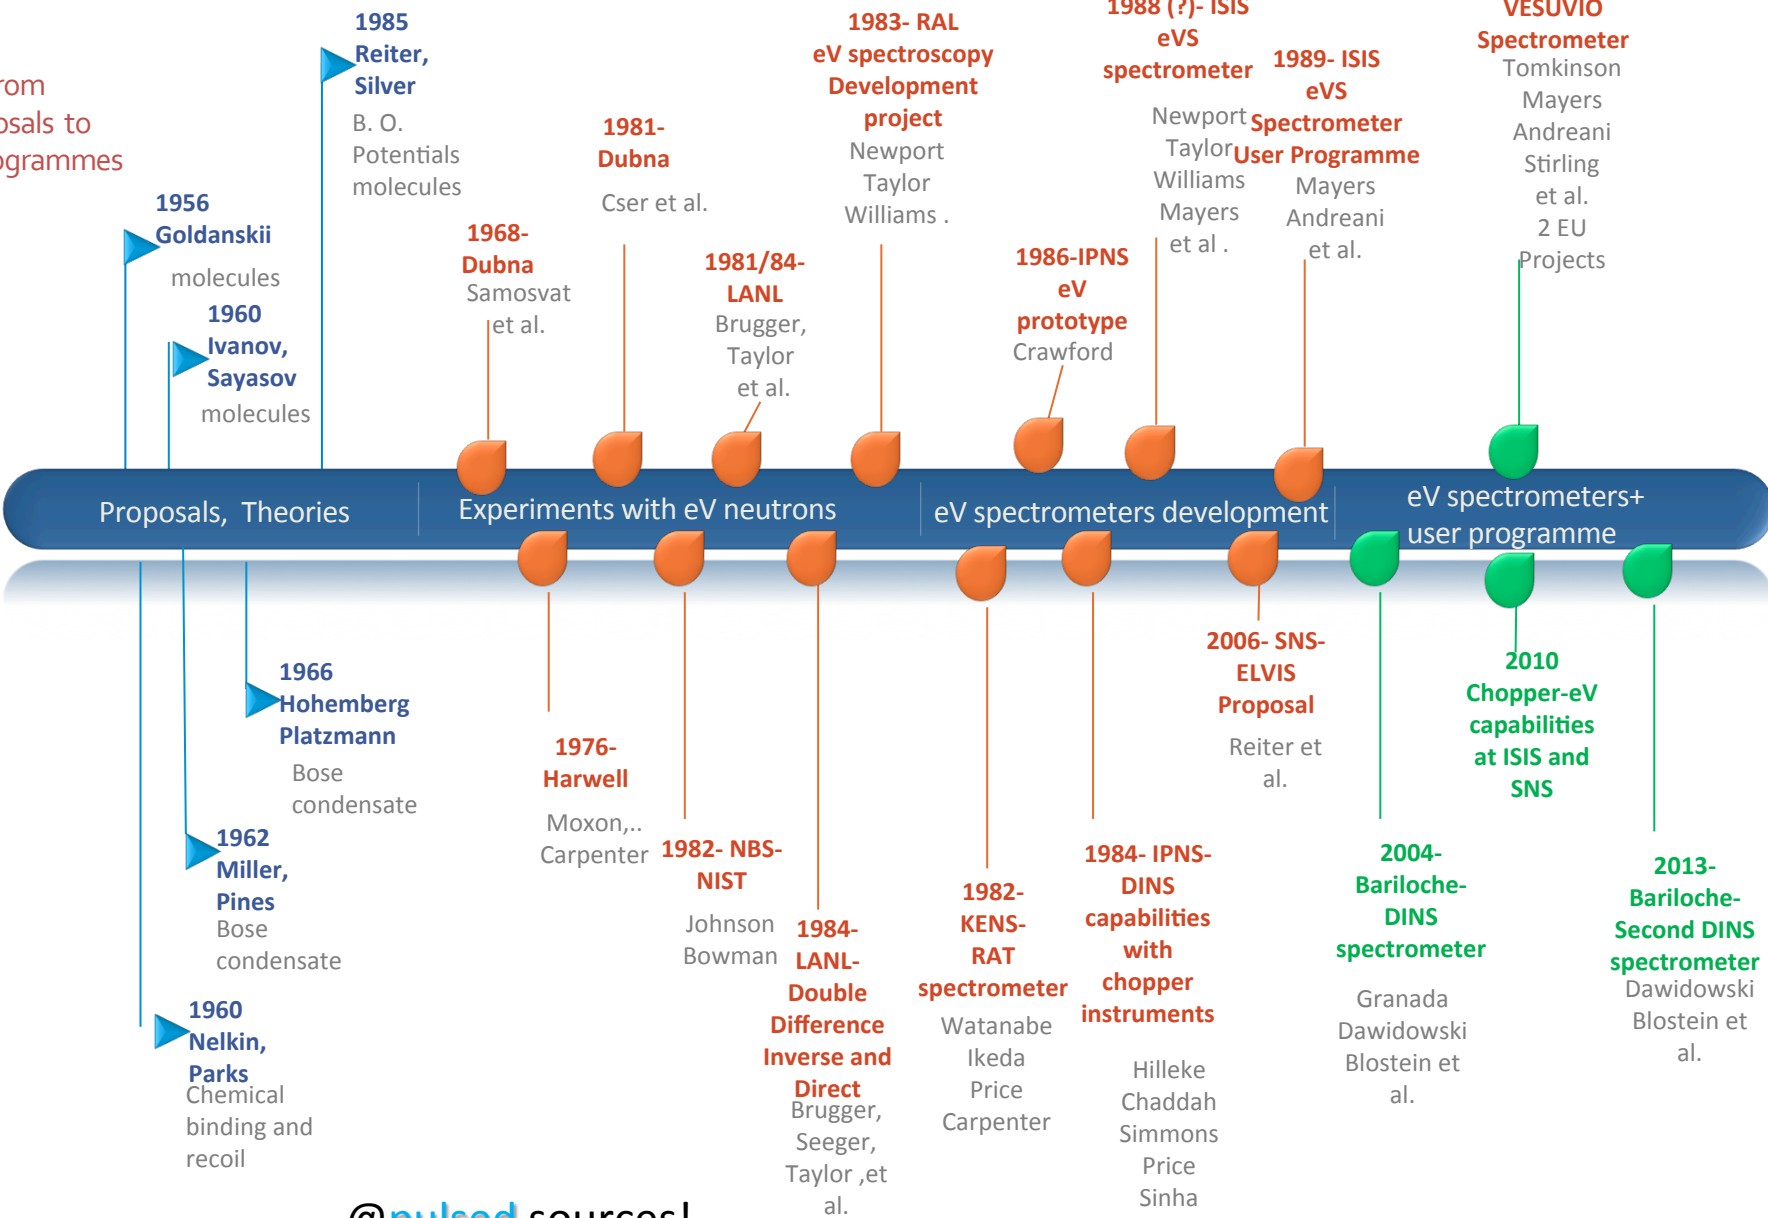 rom
osals to
ogrammes
1985
Reiter,
Silver
B. O.
Potentials
molecules
1956
Goldanskii
molecules
1960
Ivanov,
Sayasov
molecules
1968-
Dubna
Samosvat
et al.
1981-
Dubna
Cser et al.
1981/84-
LANL
Brugger,
Taylor
et al.
1983- RAL
eV spectroscopy
Development
project
Newport
Taylor
Williams .
1986-IPNS
eV
prototype
Crawford
1988 (?)- ISIS
eVS
spectrometer
Newport
Taylor
Williams
Mayers
et al .
1989- ISIS
eVS
Spectrometer
User Programme
Mayers
Andreani
et al.
VESUVIO
Spectrometer
Tomkinson
Mayers
Andreani
Stirling
et al.
2 EU
Projects
Proposals, Theories
Experiments with eV neutrons
eV spectrometers development
eV spectrometers+
user programme
1966
Hohemberg
Platzmann
Bose
condensate
1962
Miller,
Pines
Bose
condensate
1960
Nelkin,
Parks
Chemical
binding and
recoil
1976-
Harwell
Moxon,..
Carpenter
1982- NBS-
NIST
Johnson
Bowman
1984-
LANL-
Double
Difference
Inverse and
Direct
Brugger,
Seeger,
Taylor ,et
al.
1982-
KENS-
RAT
spectrometer
Watanabe
Ikeda
Price
Carpenter
1984- IPNS-
DINS
capabilities
with
chopper
instruments
Hilleke
Chaddah
Simmons
Price
Sinha
2006- SNS-
ELVIS
Proposal
Reiter et
al.
2004-
Bariloche-
DINS
spectrometer
Granada
Dawidowski
Blostein et
al.
2010
Chopper-eV
capabilities
at ISIS and
SNS
2013-
Bariloche-
Second DINS
spectrometer
Dawidowski
Blostein et
al.
@pulsed sources!